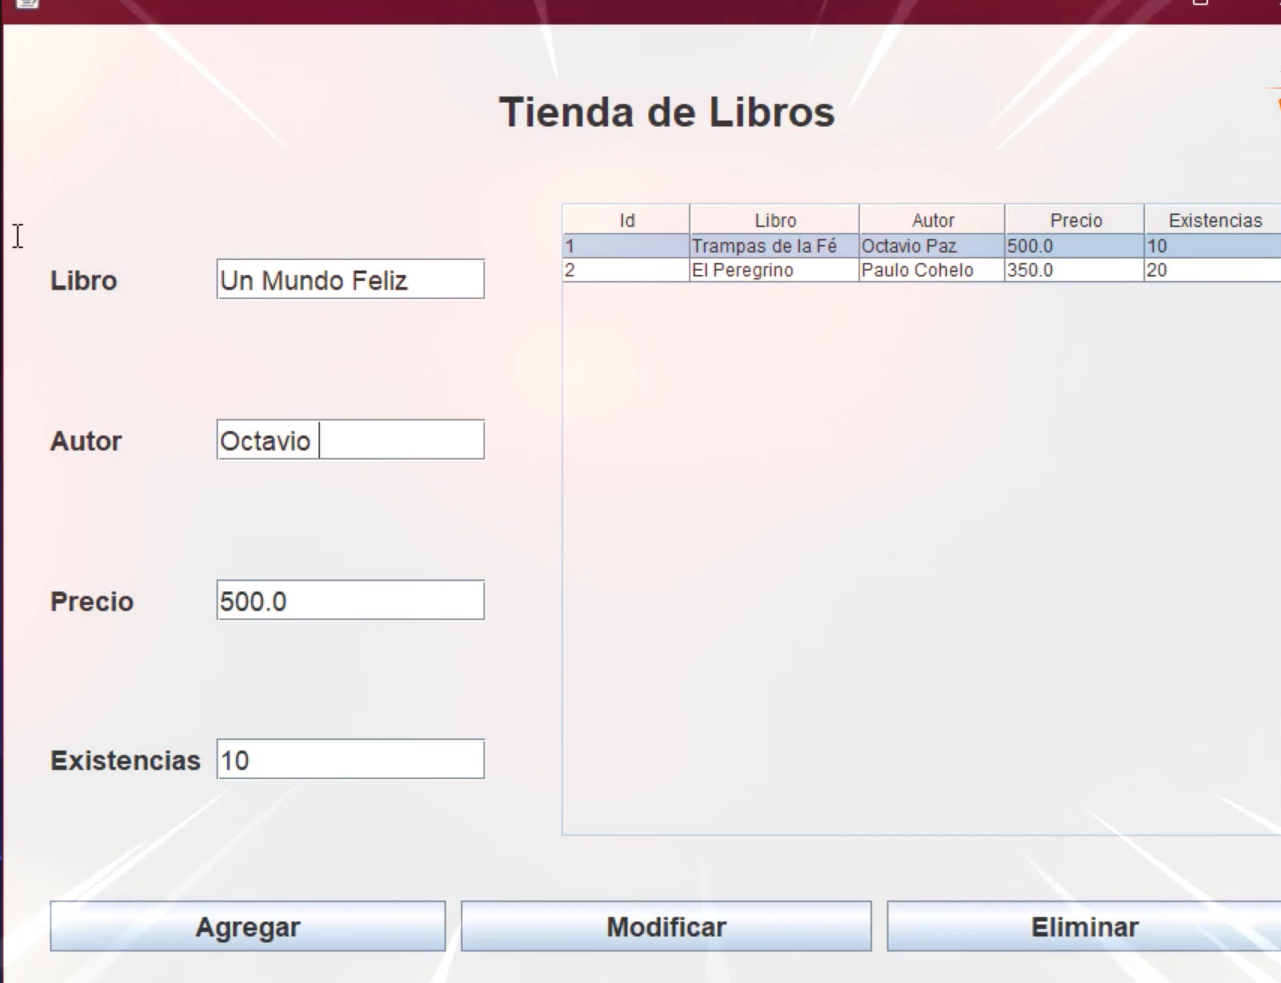 Tienda de Libros
Id Libro Autor Precio Existencias
1 Trampas de la Fé Octavio Paz 500.0 10
2 El Peregrino Paulo Cohelo 350.0 20
Libro Un Mundo Feliz
Autor Octavio
Precio 500.0
Existencias 10
Agregar Modificar Eliminar